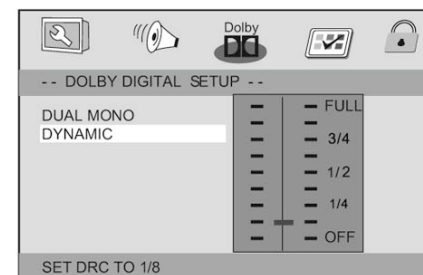 Dolby
-- DOLBY DIGITAL SETUP --
DUAL MONO
DYNAMIC
FULL
3/4
1/2
1/4
OFF
SET DRC TO 1/8